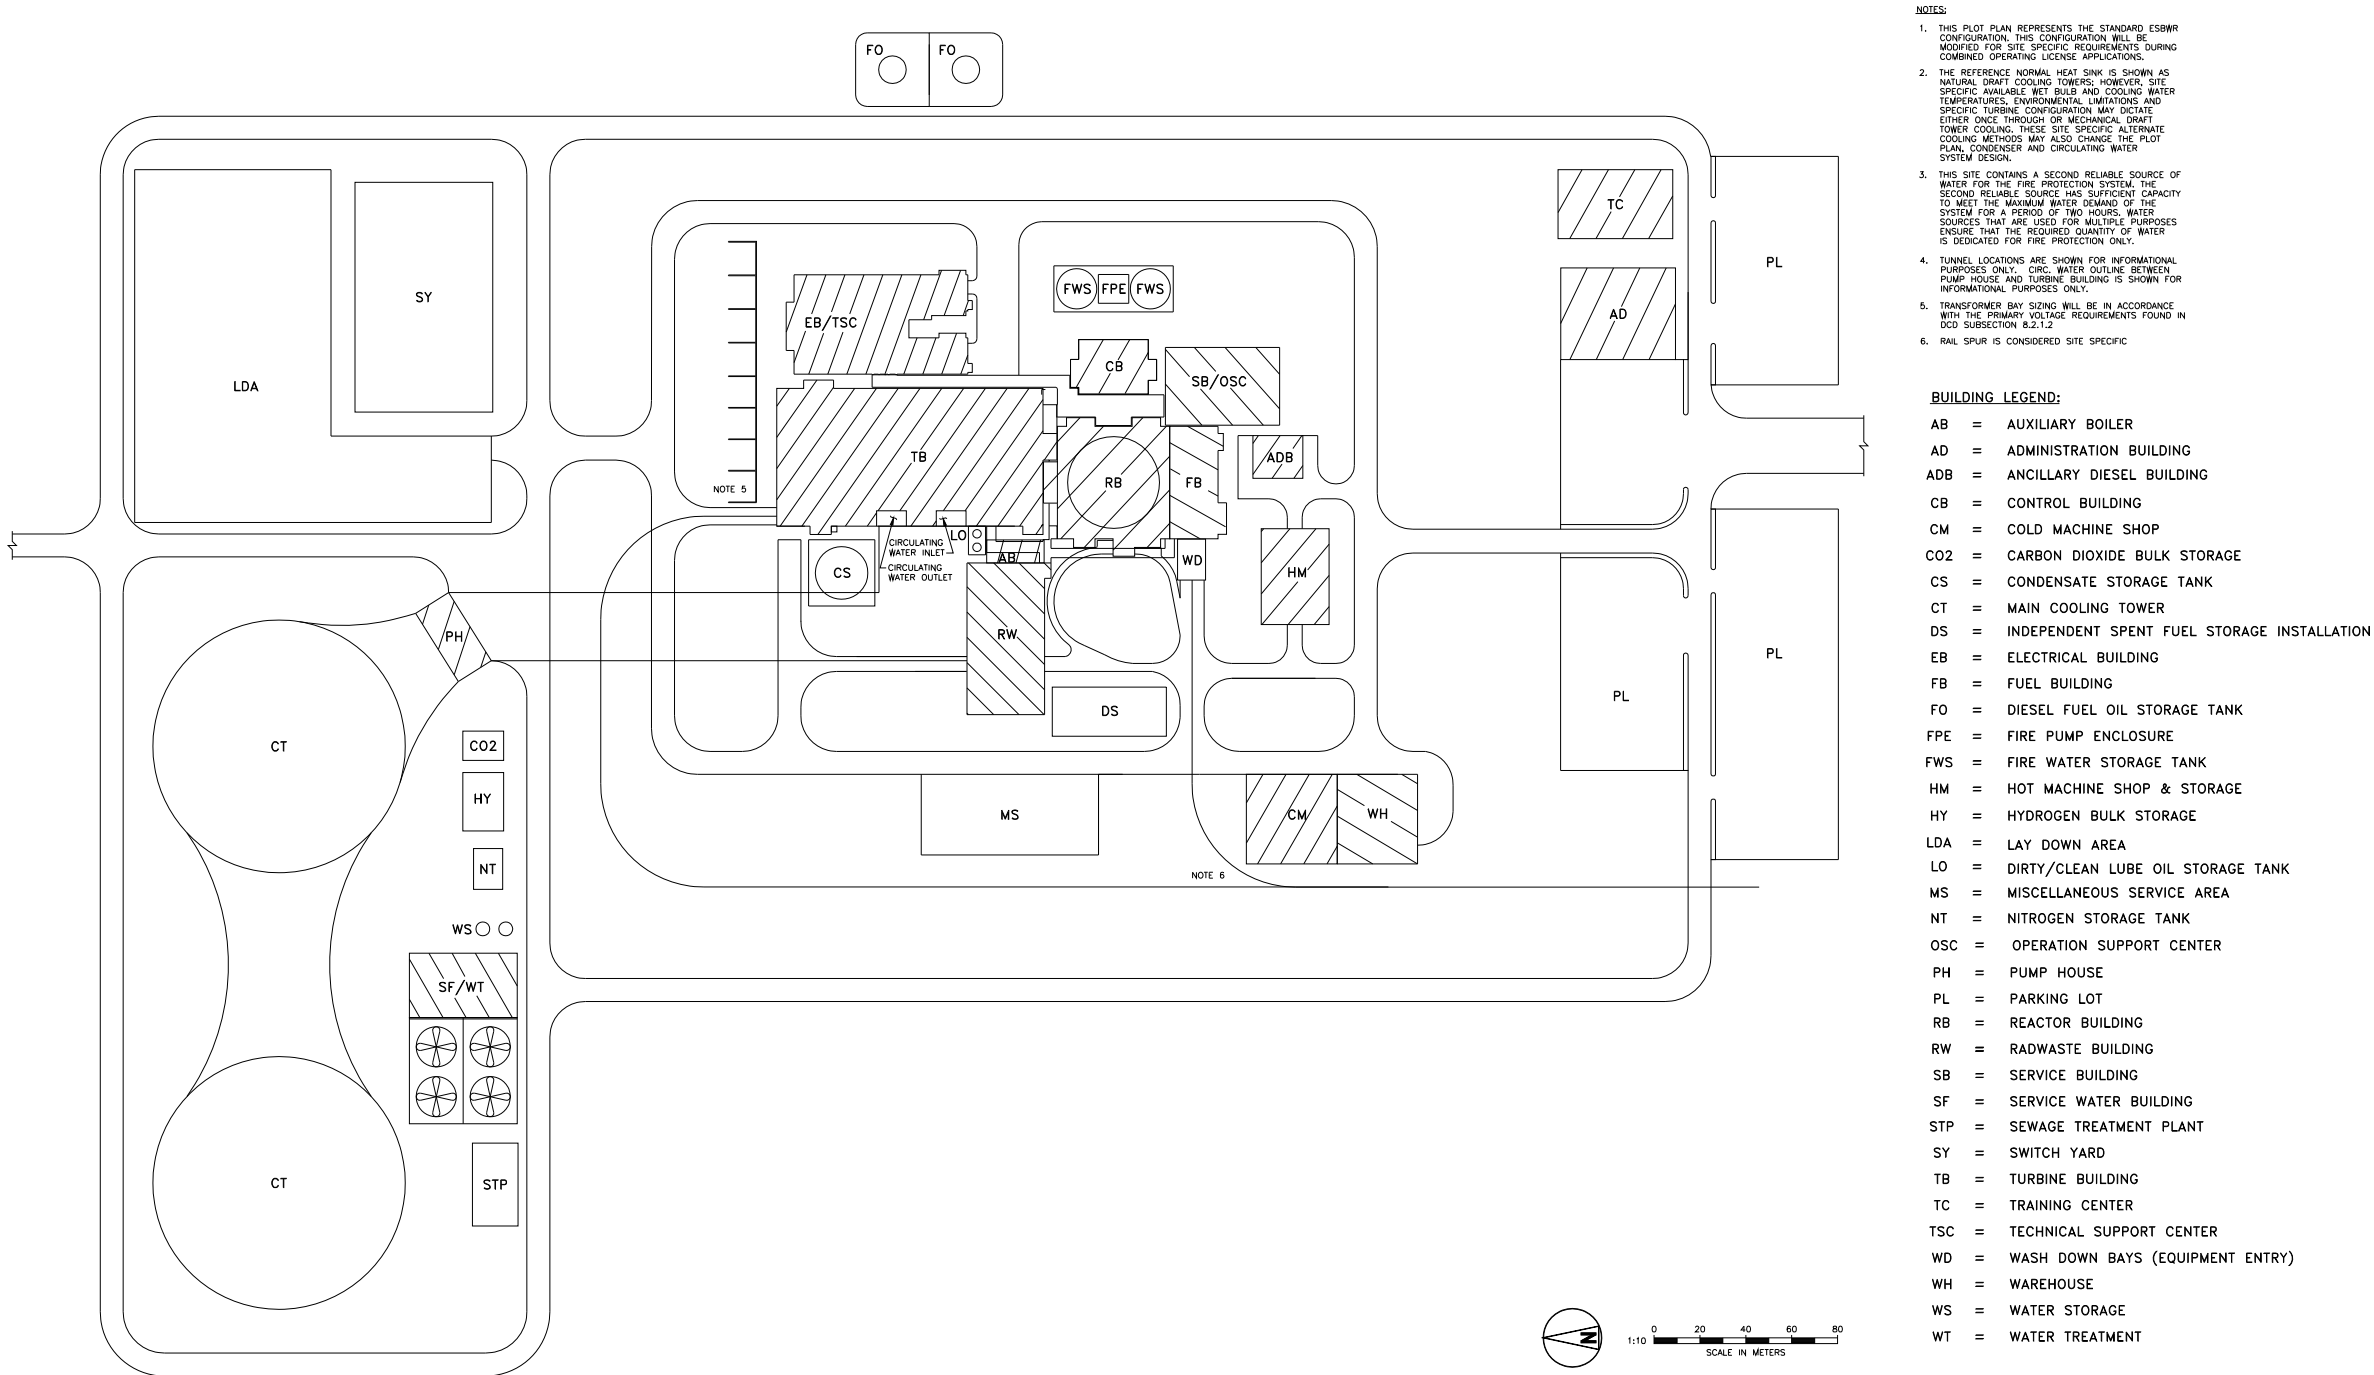 NOTES:
1. THIS PLOT PLAN REPRESENTS THE STANDARD ESBWR
CONFIGURATION. THIS CONFIGURATION WILL BE
MODIFIED FOR SITE SPECIFIC REQUIREMENTS DURING
COMBINED OPERATING LICENSE APPLICATIONS.
2. THE REFERENCE NORMAL HEAT SINK IS SHOWN AS
NATURAL DRAFT COOLING TOWERS; HOWEVER, SITE
SPECIFIC AVAILABLE WET BULB AND COOLING WATER
TEMPERATURES, ENVIRONMENTAL LIMITATIONS AND
SPECIFIC TURBINE CONFIGURATION MAY DICTATE
EITHER ONCE THROUGH OR MECHANICAL DRAFT
TOWER COOLING. THESE SITE SPECIFIC ALTERNATE
COOLING METHODS MAY ALSO CHANGE THE PLOT
PLAN, CONDENSER AND CIRCULATING WATER
SYSTEM DESIGN.
3. THIS SITE CONTAINS A SECOND RELIABLE SOURCE OF
WATER FOR THE FIRE PROTECTION SYSTEM. THE
SECOND RELIABLE SOURCE HAS SUFFICIENT CAPACITY
TO MEET THE MAXIMUM WATER DEMAND OF THE
SYSTEM FOR A PERIOD OF TWO HOURS. WATER
SOURCES THAT ARE USED FOR MULTIPLE PURPOSES
ENSURE THAT THE REQUIRED QUANTITY OF WATER
IS DEDICATED FOR FIRE PROTECTION ONLY.
4. TUNNEL LOCATIONS ARE SHOWN FOR INFORMATIONAL
PURPOSES ONLY. CIRC. WATER OUTLINE BETWEEN
PUMP HOUSE AND TURBINE BUILDING IS SHOWN FOR
INFORMATIONAL PURPOSES ONLY.
5. TRANSFORMER BAY SIZING WILL BE IN ACCORDANCE
WITH THE PRIMARY VOLTAGE REQUIREMENTS FOUND IN
DCD SUBSECTION 8.2.1.2
6. RAIL SPUR IS CONSIDERED SITE SPECIFIC
BUILDING LEGEND:
AB = AUXILIARY BOILER
AD = ADMINISTRATION BUILDING
ADB = ANCILLARY DIESEL BUILDING
CB = CONTROL BUILDING
CM = COLD MACHINE SHOP
CO2 = CARBON DIOXIDE BULK STORAGE
CS = CONDENSATE STORAGE TANK
CT = MAIN COOLING TOWER
DS = INDEPENDENT SPENT FUEL STORAGE INSTALLATION
EB = ELECTRICAL BUILDING
FB = FUEL BUILDING
FO = DIESEL FUEL OIL STORAGE TANK
FPE = FIRE PUMP ENCLOSURE
FWS = FIRE WATER STORAGE TANK
HM = HOT MACHINE SHOP & STORAGE
HY = HYDROGEN BULK STORAGE
LDA = LAY DOWN AREA
LO = DIRTY/CLEAN LUBE OIL STORAGE TANK
MS = MISCELLANEOUS SERVICE AREA
NT = NITROGEN STORAGE TANK
OSC = OPERATION SUPPORT CENTER
PH = PUMP HOUSE
PL = PARKING LOT
RB = REACTOR BUILDING
RW = RADWASTE BUILDING
SB = SERVICE BUILDING
SF = SERVICE WATER BUILDING
STP = SEWAGE TREATMENT PLANT
SY = SWITCH YARD
TB = TURBINE BUILDING
TC = TRAINING CENTER
TSC = TECHNICAL SUPPORT CENTER
WD = WASH DOWN BAYS (EQUIPMENT ENTRY)
WH = WAREHOUSE
WS = WATER STORAGE
WT = WATER TREATMENT
FO FO
TC
PL
SY
LDA
EB/TSC
FWS FPE FWS
AD
CB
SB/OSC
TB
NOTE 5
RB
FB
ADB
LO
CIRCULATING
WATER INLET
CIRCULATING
WATER OUTLET
AB
WD
CS
HM
PH
RW
PL
PL
DS
CT
CO2
HY
MS
CM
WH
NT
NOTE 6
WS
SF/WT
CT
STP
N
0 20 40 60 80
1:10
SCALE IN METERS